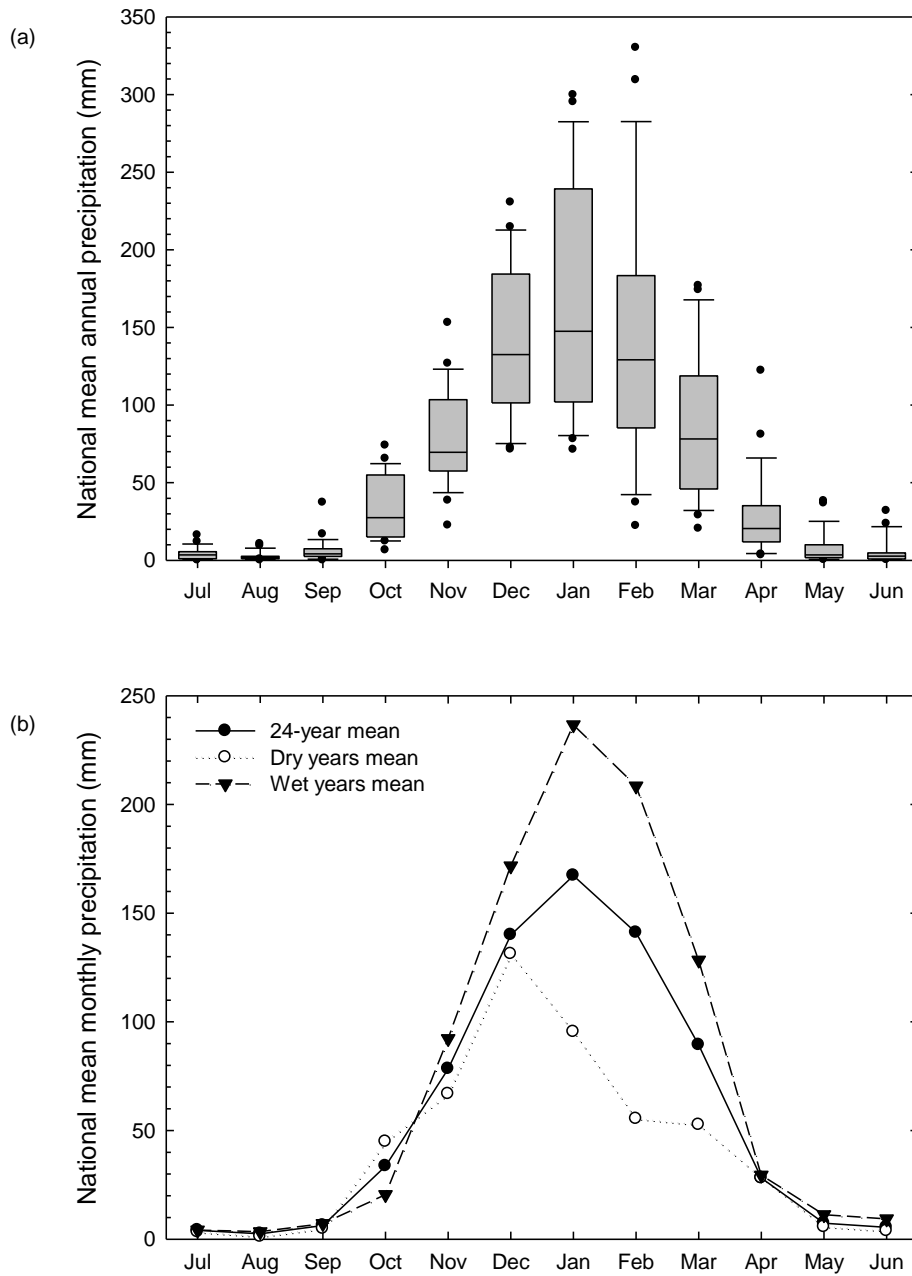 (a)
National mean annual precipitation (mm)
350
300
250
200
150
100
50
0
Jul Aug Sep Oct Nov Dec Jan Feb Mar Apr May Jun
(b)
National mean monthly precipitation (mm)
250
200
150
100
50
0
24-year mean
Dry years mean
Wet years mean
Jul Aug Sep Oct Nov Dec Jan Feb Mar Apr May Jun